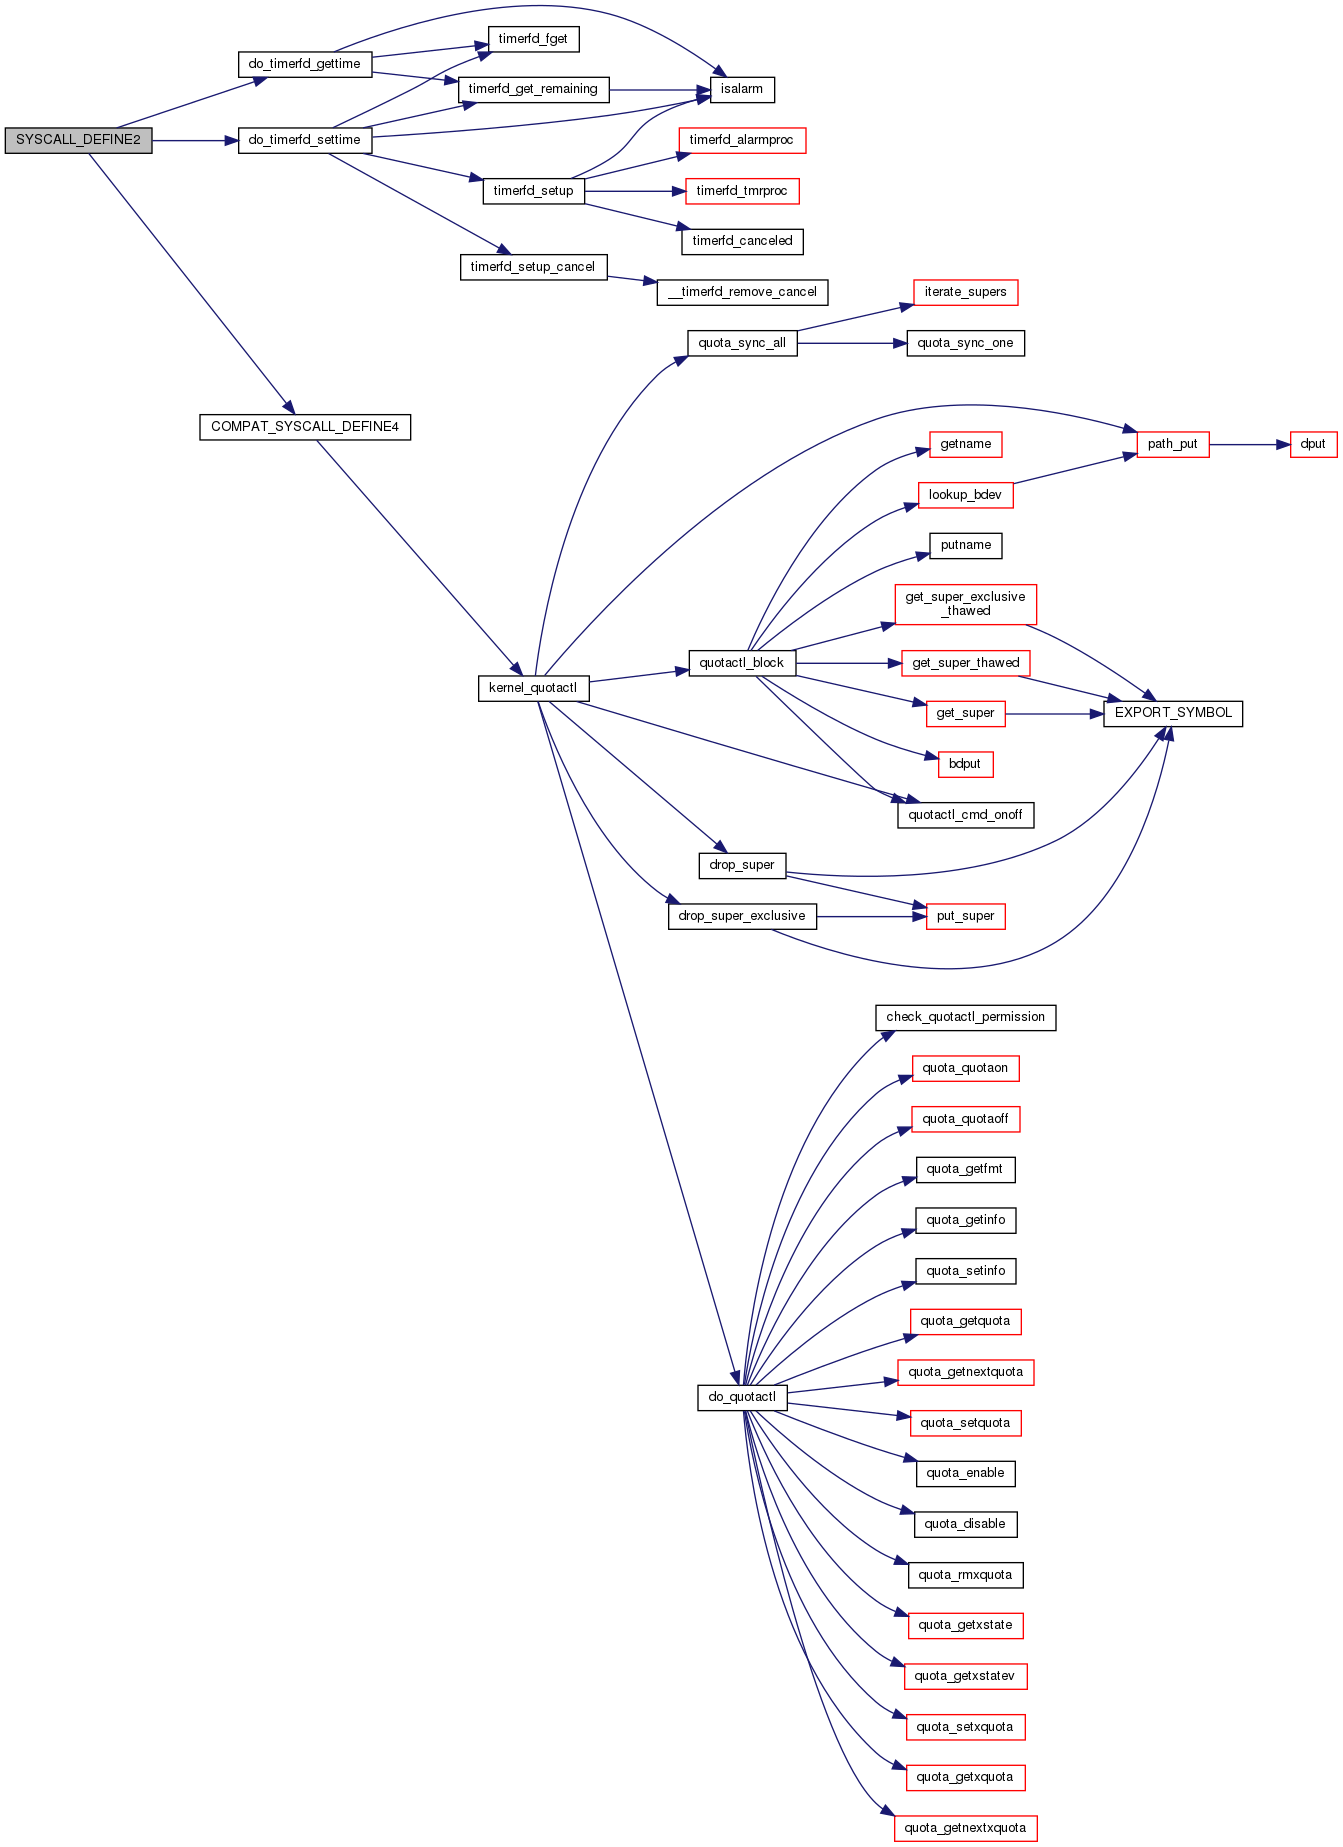 timerfd_fget
do_timerfd_gettime
timerfd_get_remaining
isalarm
SYSCALL_DEFINE2
do_timerfd_settime
timerfd_alarmproc
timerfd_setup
timerfd_tmrproc
timerfd_canceled
timerfd_setup_cancel
__timerfd_remove_cancel
iterate_supers
quota_sync_all
quota_sync_one
COMPAT_SYSCALL_DEFINE4
getname
path_put
dput
lookup_bdev
putname
get_super_exclusive
_thawed
quotactl_block
get_super_thawed
kernel_quotactl
get_super
EXPORT_SYMBOL
bdput
quotactl_cmd_onoff
drop_super
drop_super_exclusive
put_super
check_quotactl_permission
quota_quotaon
quota_quotaoff
quota_getfmt
quota_getinfo
quota_setinfo
quota_getquota
quota_getnextquota
do_quotactl
quota_setquota
quota_enable
quota_disable
quota_rmxquota
quota_getxstate
quota_getxstatev
quota_setxquota
quota_getxquota
quota_getnextxquota